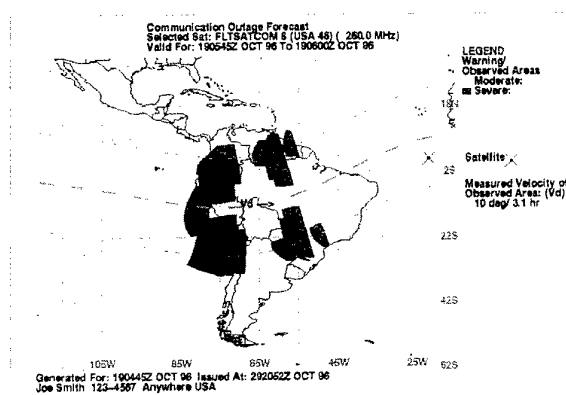 Communication Outage Forecast
Selected Sat: FLTSATCOM 8 (USA 46) ( 250.0 MHz)
Valid For: 190545Z OCT 96 To 190600Z OCT 96
LEGEND
Warning/
Observed Areas
Moderate:
Severe:
18N
Satellite
2S
Measured Velocity of
Observed Area: (Vd)
10 deg/ 3.1 hr
Vd
22S
42S
62S
105W 85W 65W 45W 25W
Generated For: 190445Z OCT 96 Issued At: 292052Z OCT 96
Joe Smith 123-4567 Anywhere USA